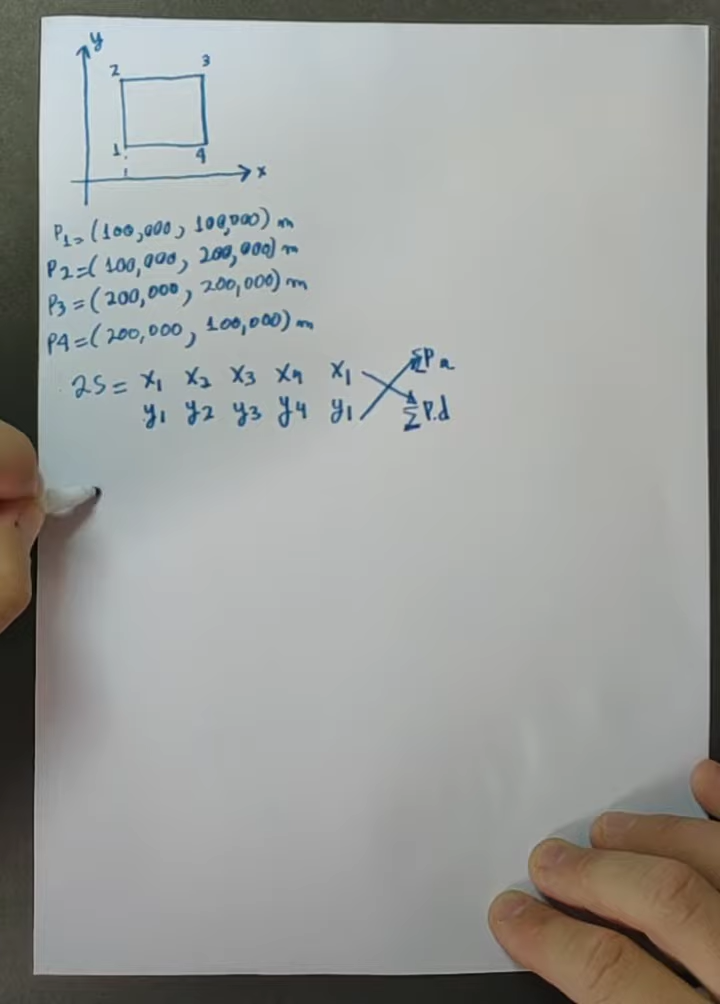 y
2 3
1 4
x
P1=(100,000, 100,000) m
P2=(100,000, 200,000) m
P3=(200,000, 200,000) m
P4=(200,000, 100,000) m
2S= x1 x2 x3 x4 x1 ΣPa
y1 y2 y3 y4 y1 ΣP.d